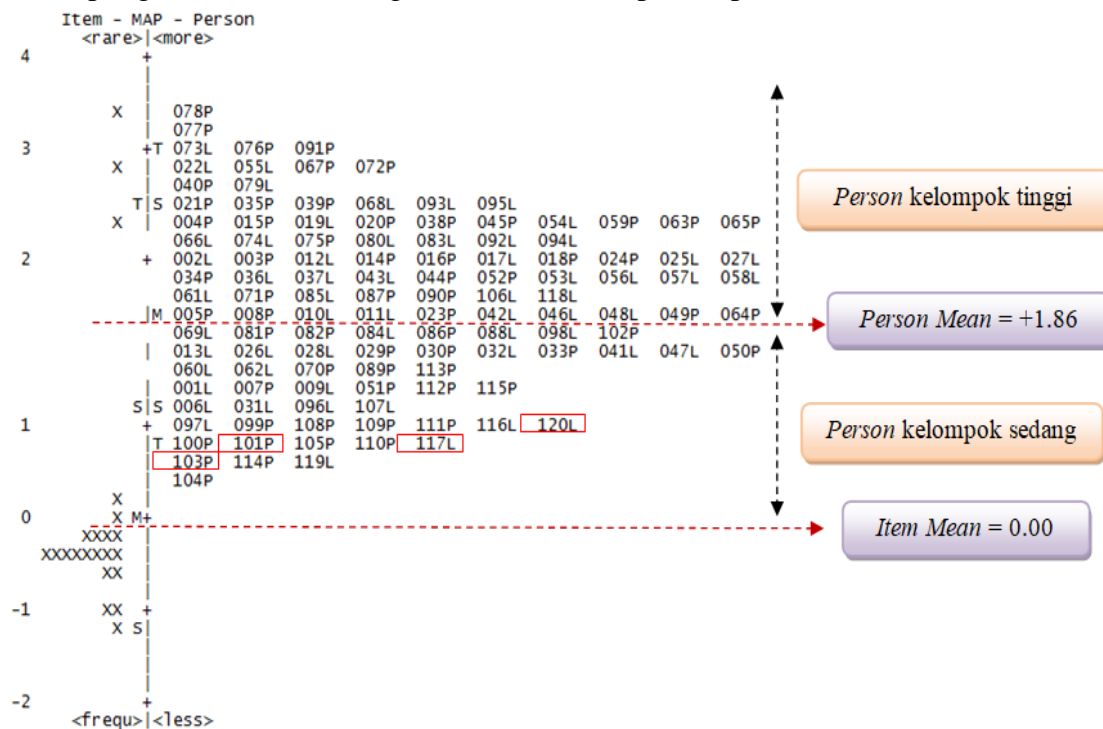 Item - MAP - Person
<rare>|<more>
4 +
|
|
X | 078P
| 077P
3 +T 073L 076P 091P
X | 022L 055L 067P 072P
| 040P 079L
T|S 021P 035P 039P 068L 093L 095L
X | 004P 015P 019L 020P 038P 045P 054L 059P 063P 065P
| 066L 074L 075P 080L 083L 092L 094L
2 + 002L 003P 012L 014P 016P 017L 018P 024P 025L 027L
| 034P 036L 037L 043L 044P 052P 053L 056L 057L 058L
| 061L 071P 085L 087P 090P 106L 118L
|M 005P 008P 010L 011L 023P 042L 046L 048L 049P 064P
| 069L 081P 082P 084L 086P 088L 098L 102P
| 013L 026L 028L 029P 030P 032L 033P 041L 047L 050P
| 060L 062L 070P 089P 113P
| 001L 007P 009L 051P 112P 115P
S|S 006L 031L 096L 107L
1 + 097L 099P 108P 109P 111P 116L 120L
|T 100P 101P 105P 110P 117L
| 103P 114P 119L
| 104P
X |
0 X M+
XXXX |
XXXXXXXX |
XX |
|
-1 XX +
X S|
|
|
|
-2 +
<frequ>|<less>
Person kelompok tinggi
Person Mean = +1.86
Person kelompok sedang
Item Mean = 0.00